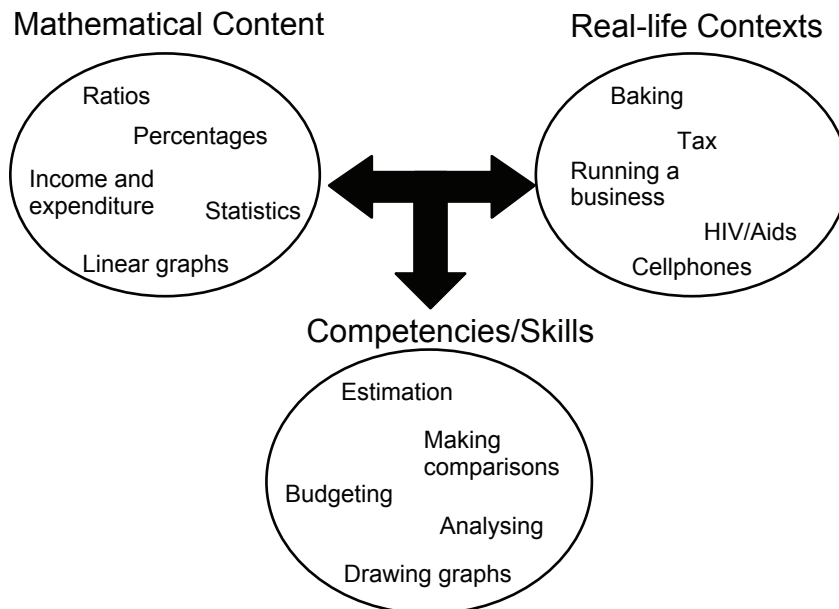 Mathematical Content
Ratios
Percentages
Income and
expenditure
Statistics
Linear graphs
Real-life Contexts
Baking
Tax
Running a
business
HIV/Aids
Cellphones
Competencies/Skills
Estimation
Making
comparisons
Budgeting
Analysing
Drawing graphs